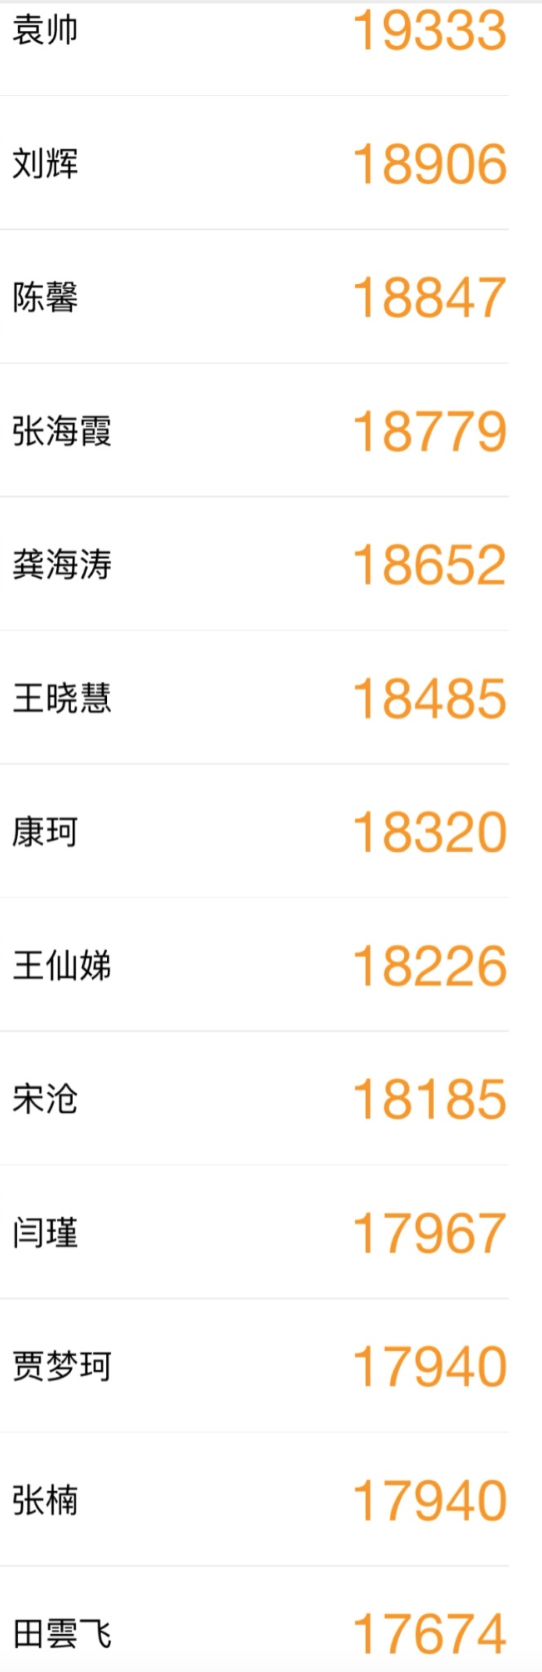 袁帅 19333
刘辉 18906
陈馨 18847
张海霞 18779
龚海涛 18652
王晓慧 18485
康珂 18320
王仙娣 18226
宋沧 18185
闫瑾 17967
贾梦珂 17940
张楠 17940
田雲飞 17674